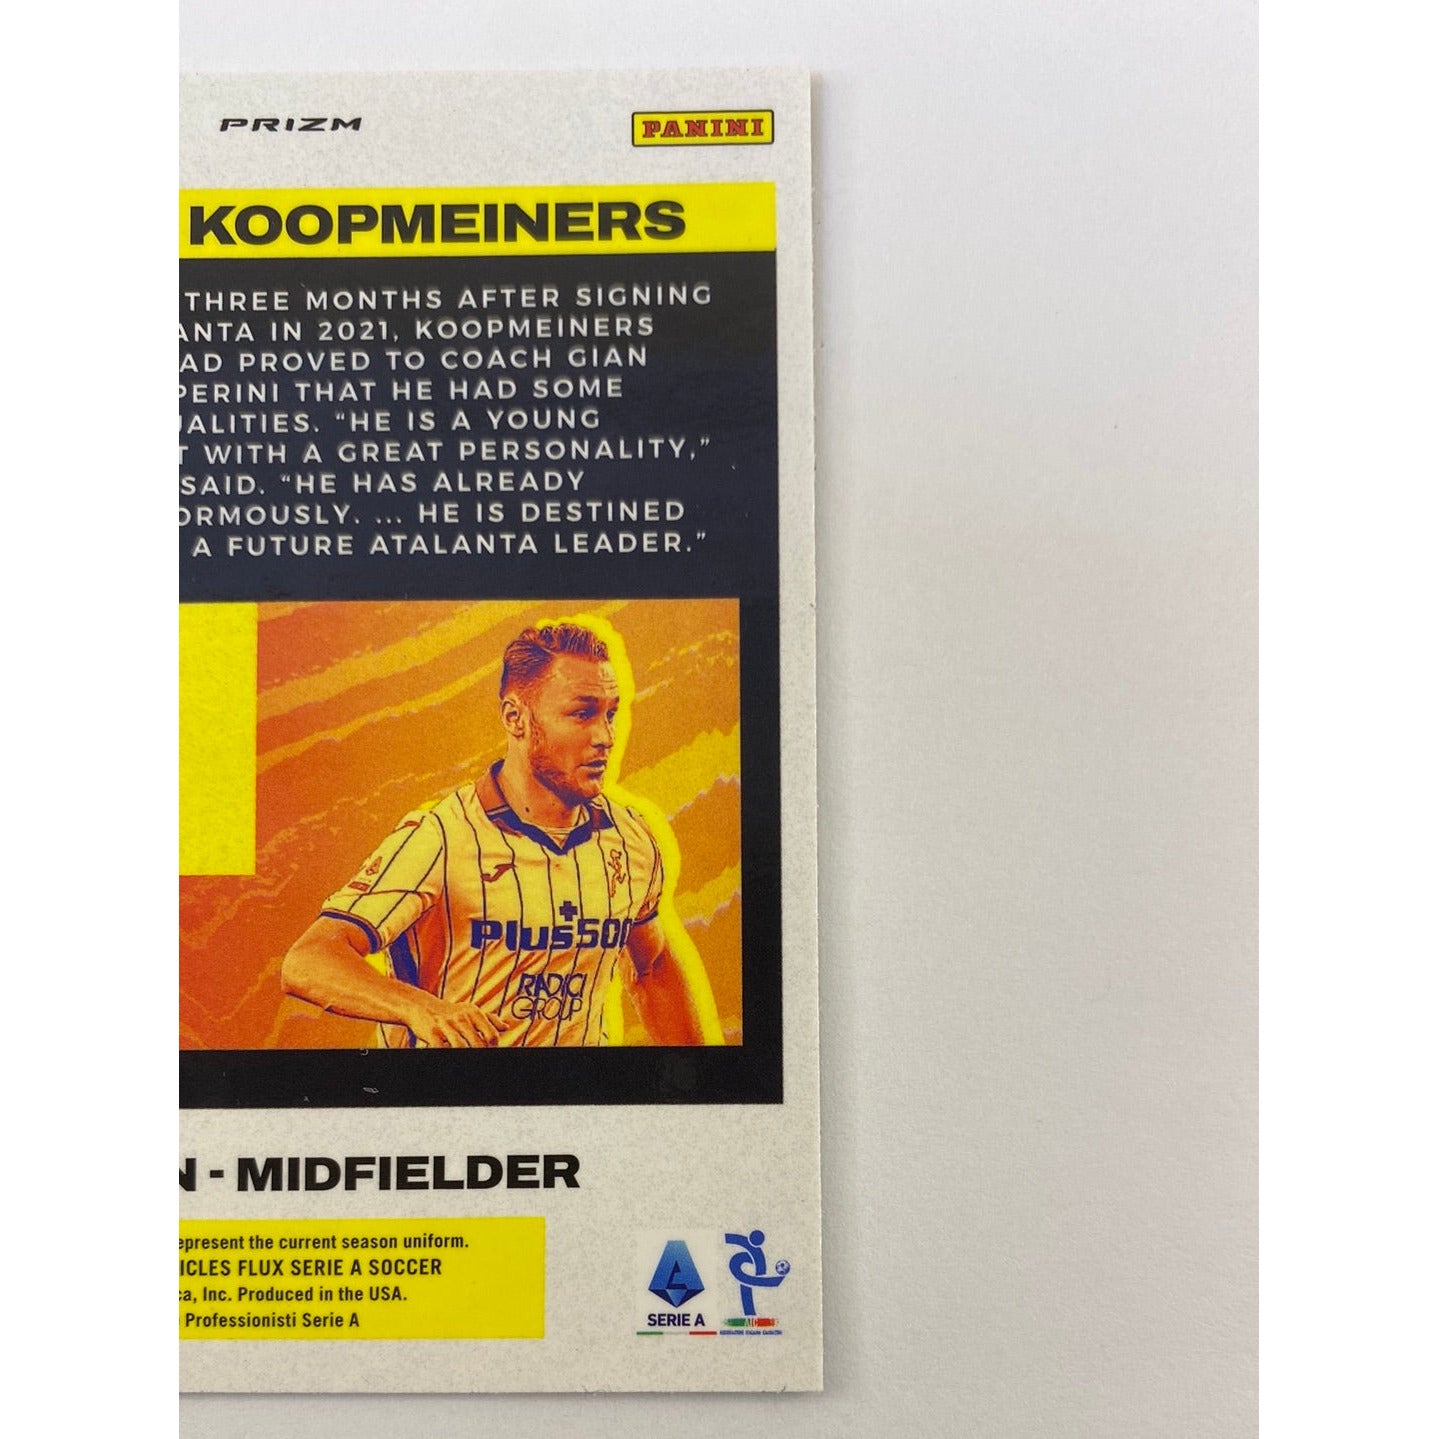 PRIZM
PANINI
KOOPMEINERS
THREE MONTHS AFTER SIGNING
ANTA IN 2021, KOOPMEINERS
AD PROVED TO COACH GIAN
PERINI THAT HE HAD SOME
UALITIES. "HE IS A YOUNG
T WITH A GREAT PERSONALITY,"
SAID. "HE HAS ALREADY
ORMOUSLY. ... HE IS DESTINED
A FUTURE ATALANTA LEADER."
Plus500
RADICI
GROUP
N - MIDFIELDER
epresent the current season uniform.
ICLES FLUX SERIE A SOCCER
ca, Inc. Produced in the USA.
Professionisti Serie A
SERIE A
AIC